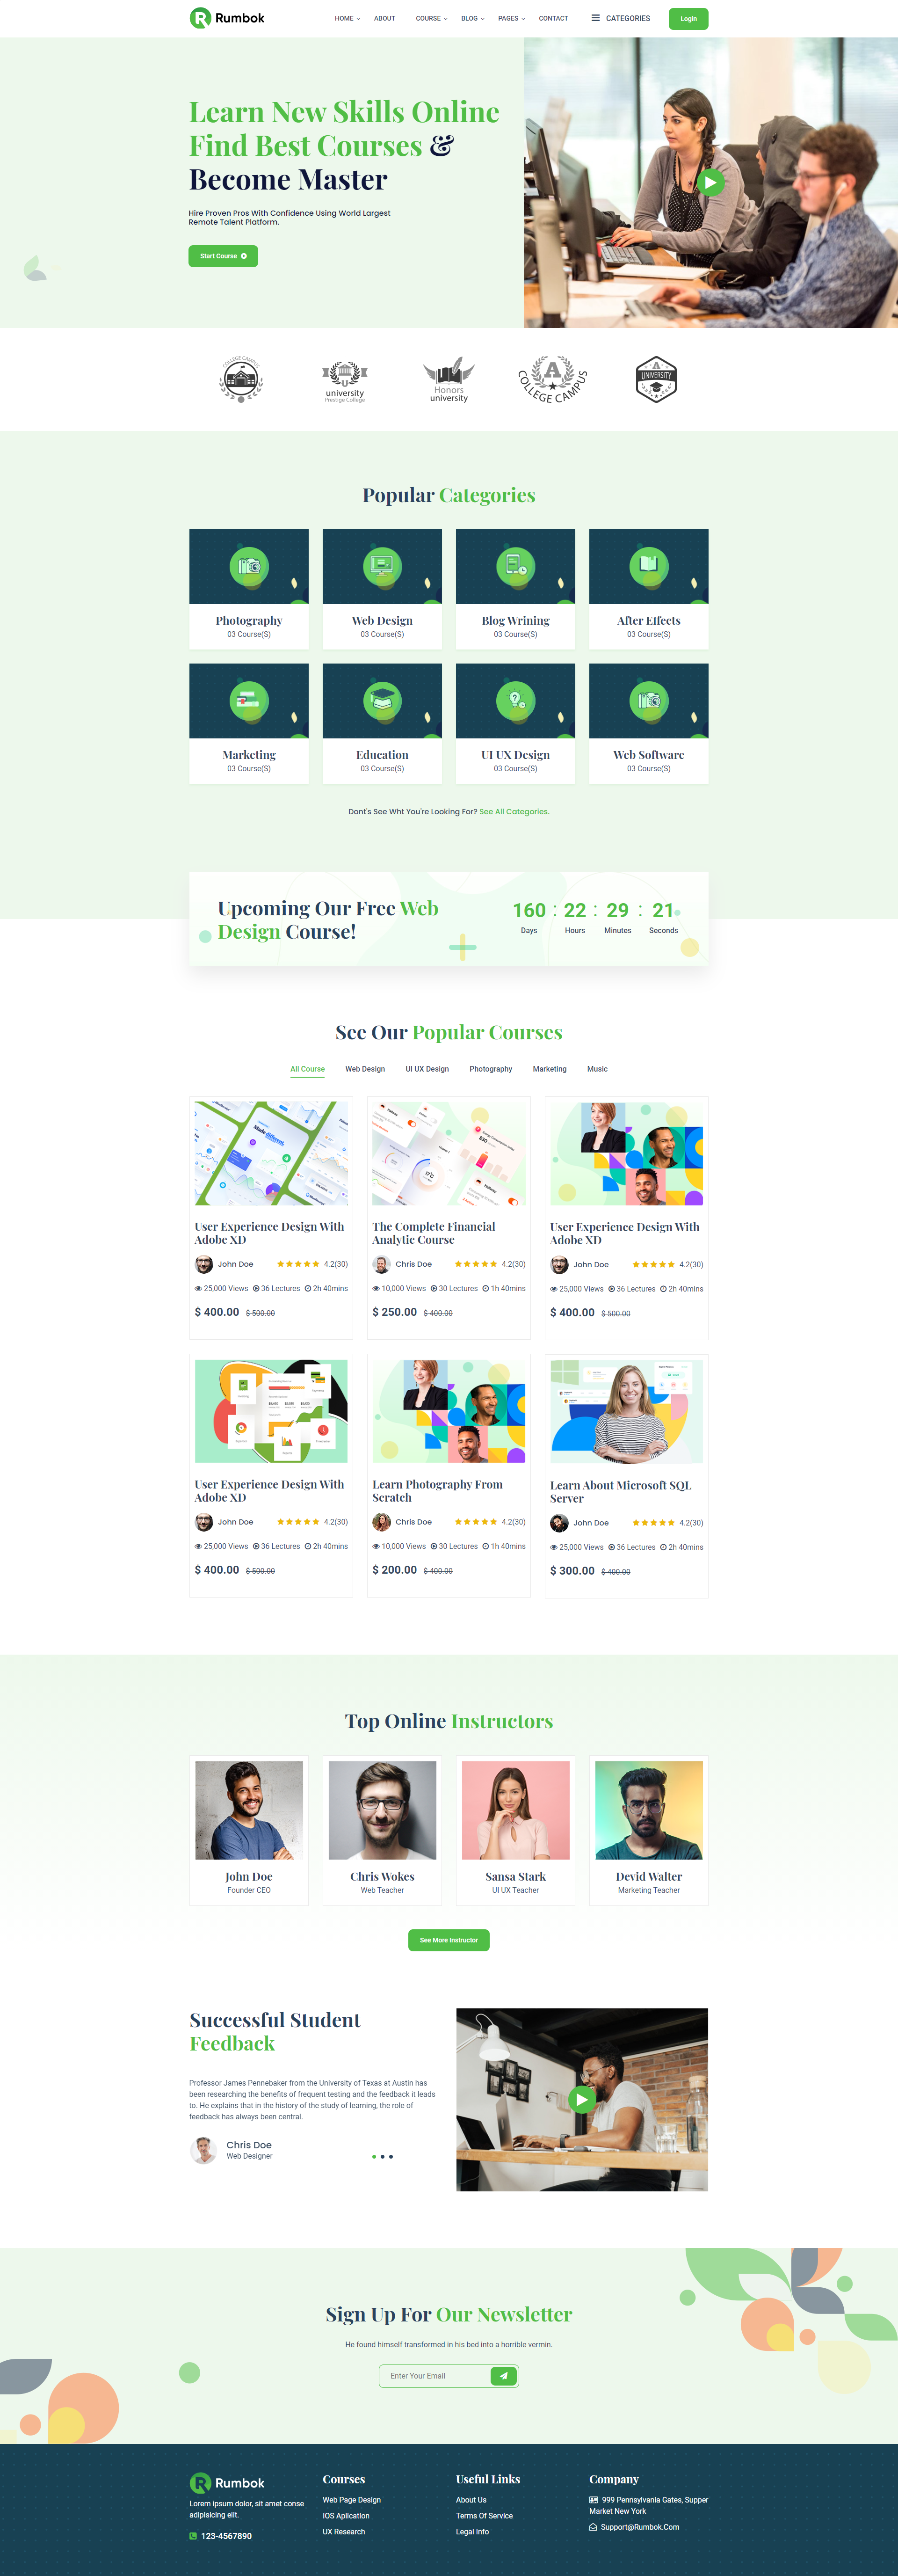 Rumbok
HOME
ABOUT
COURSE
BLOG
PAGES
CONTACT
CATEGORIES
Login
Learn New Skills Online
Find Best Courses &
Become Master
Hire Proven Pros With Confidence Using World Largest
Remote Talent Platform.
Start Course
COLLEGE CAMPUS
university
Prestige College
Honors
university
A
COLLEGE CAMPUS
A
UNIVERSITY
Popular Categories
Photography
03 Course(S)
Web Design
03 Course(S)
Blog Wrining
03 Course(S)
After Effects
03 Course(S)
Marketing
03 Course(S)
Education
03 Course(S)
UI UX Design
03 Course(S)
Web Software
03 Course(S)
Dont's See Wht You're Looking For? See All Categories.
Upcoming Our Free Web
Design Course!
160 : 22 : 29 : 21
Days Hours Minutes Seconds
See Our Popular Courses
All Course
Web Design
UI UX Design
Photography
Marketing
Music
User Experience Design With
Adobe XD
John Doe
4.2(30)
25,000 Views 36 Lectures 2h 40mins
$ 400.00 $ 500.00
The Complete Financial
Analytic Course
Chris Doe
4.2(30)
10,000 Views 30 Lectures 1h 40mins
$ 250.00 $ 400.00
User Experience Design With
Adobe XD
John Doe
4.2(30)
25,000 Views 36 Lectures 2h 40mins
$ 400.00 $ 500.00
User Experience Design With
Adobe XD
John Doe
4.2(30)
25,000 Views 36 Lectures 2h 40mins
$ 400.00 $ 500.00
Learn Photography From
Scratch
Chris Doe
4.2(30)
10,000 Views 30 Lectures 1h 40mins
$ 200.00 $ 400.00
Learn About Microsoft SQL
Server
John Doe
4.2(30)
25,000 Views 36 Lectures 2h 40mins
$ 300.00 $ 400.00
Top Online Instructors
John Doe
Founder CEO
Chris Wokes
Web Teacher
Sansa Stark
UI UX Teacher
Devid Walter
Marketing Teacher
See More Instructor
Successful Student
Feedback
Professor James Pennebaker from the University of Texas at Austin has
been researching the benefits of frequent testing and the feedback it leads
to. He explains that in the history of the study of learning, the role of
feedback has always been central.
Chris Doe
Web Designer
Sign Up For Our Newsletter
He found himself transformed in his bed into a horrible vermin.
Enter Your Email
Rumbok
Lorem ipsum dolor, sit amet conse
adipisicing elit.
123-4567890
Courses
Web Page Design
IOS Aplication
UX Research
Useful Links
About Us
Terms Of Service
Legal Info
Company
999 Pennsylvania Gates, Supper
Market New York
Support@Rumbok.Com